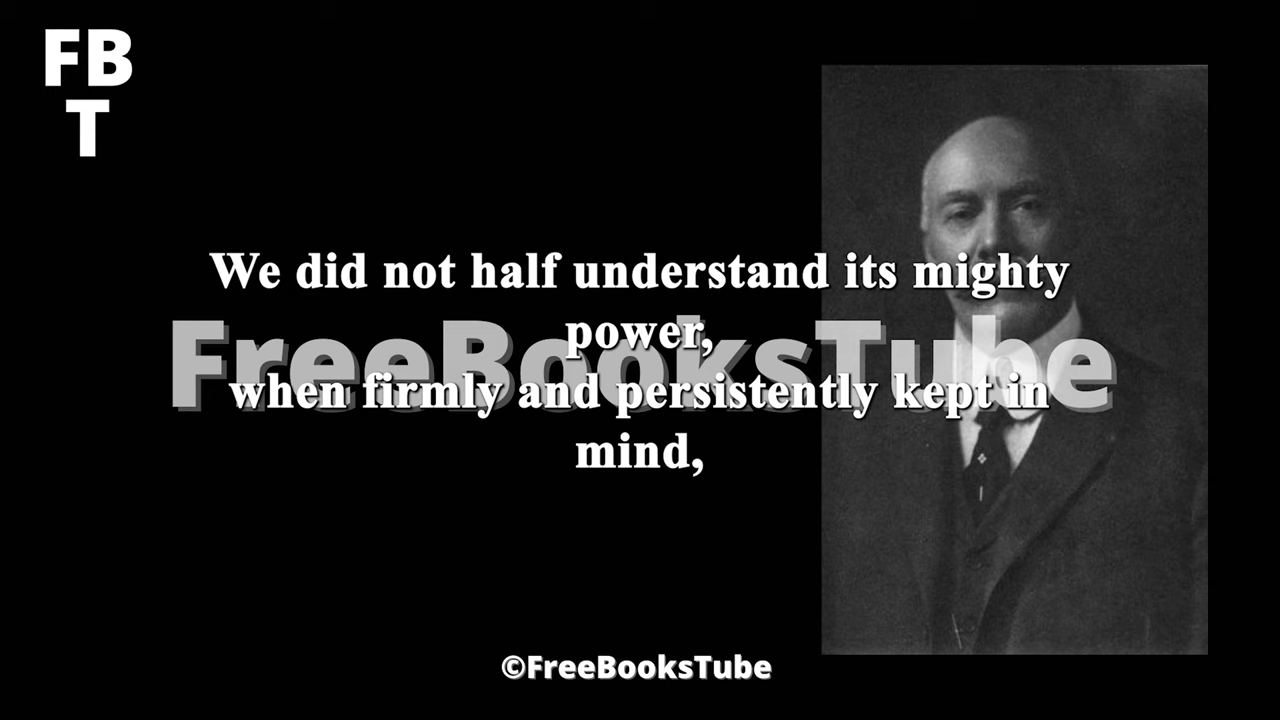 FB
T
We did not half understand its mighty
power,
FreeBooksTube
when firmly and persistently kept in
mind,
©FreeBooksTube